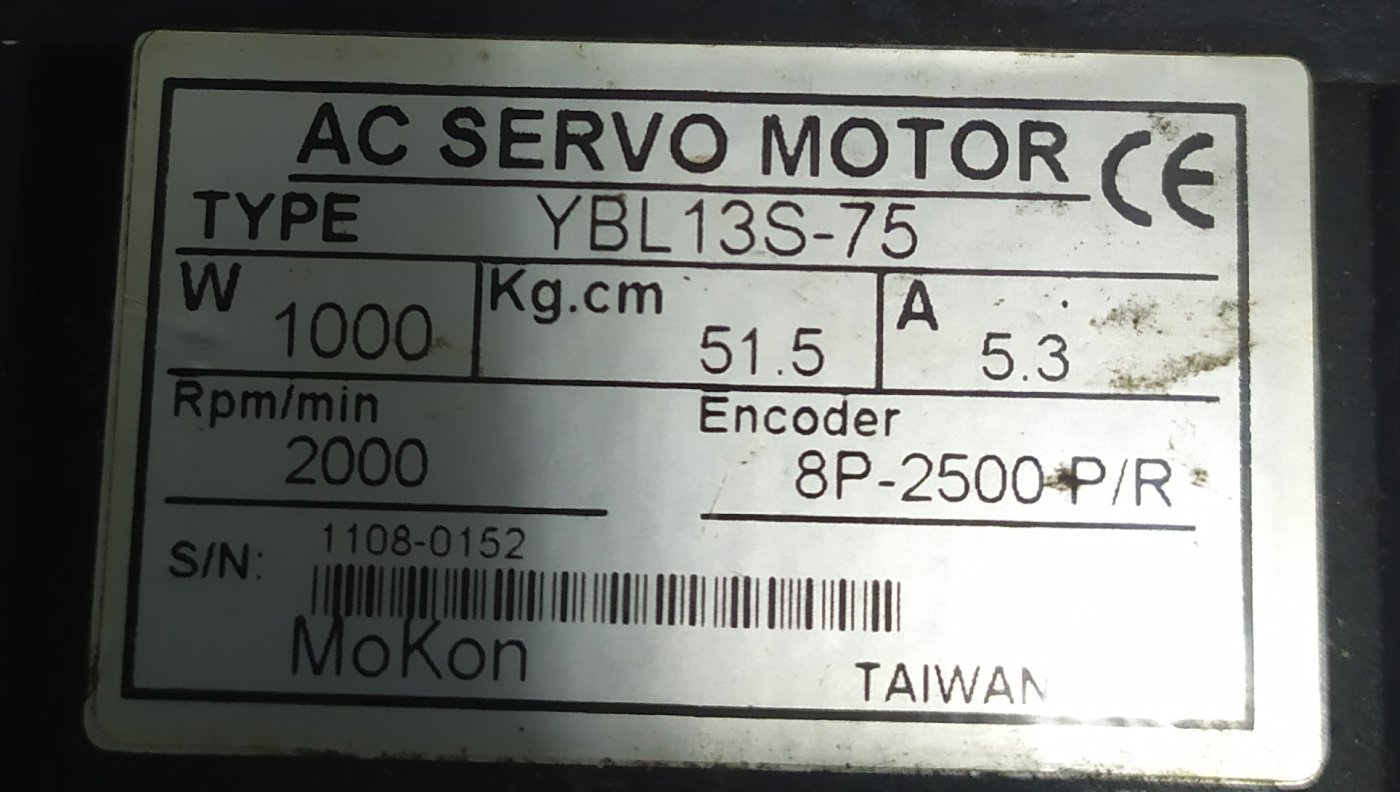 AC SERVO MOTOR CE
TYPE YBL13S-75
W 1000 Kg.cm 51.5 A 5.3
Rpm/min Encoder
2000 8P-2500 P/R
S/N: 1108-0152
MoKon
TAIWAN